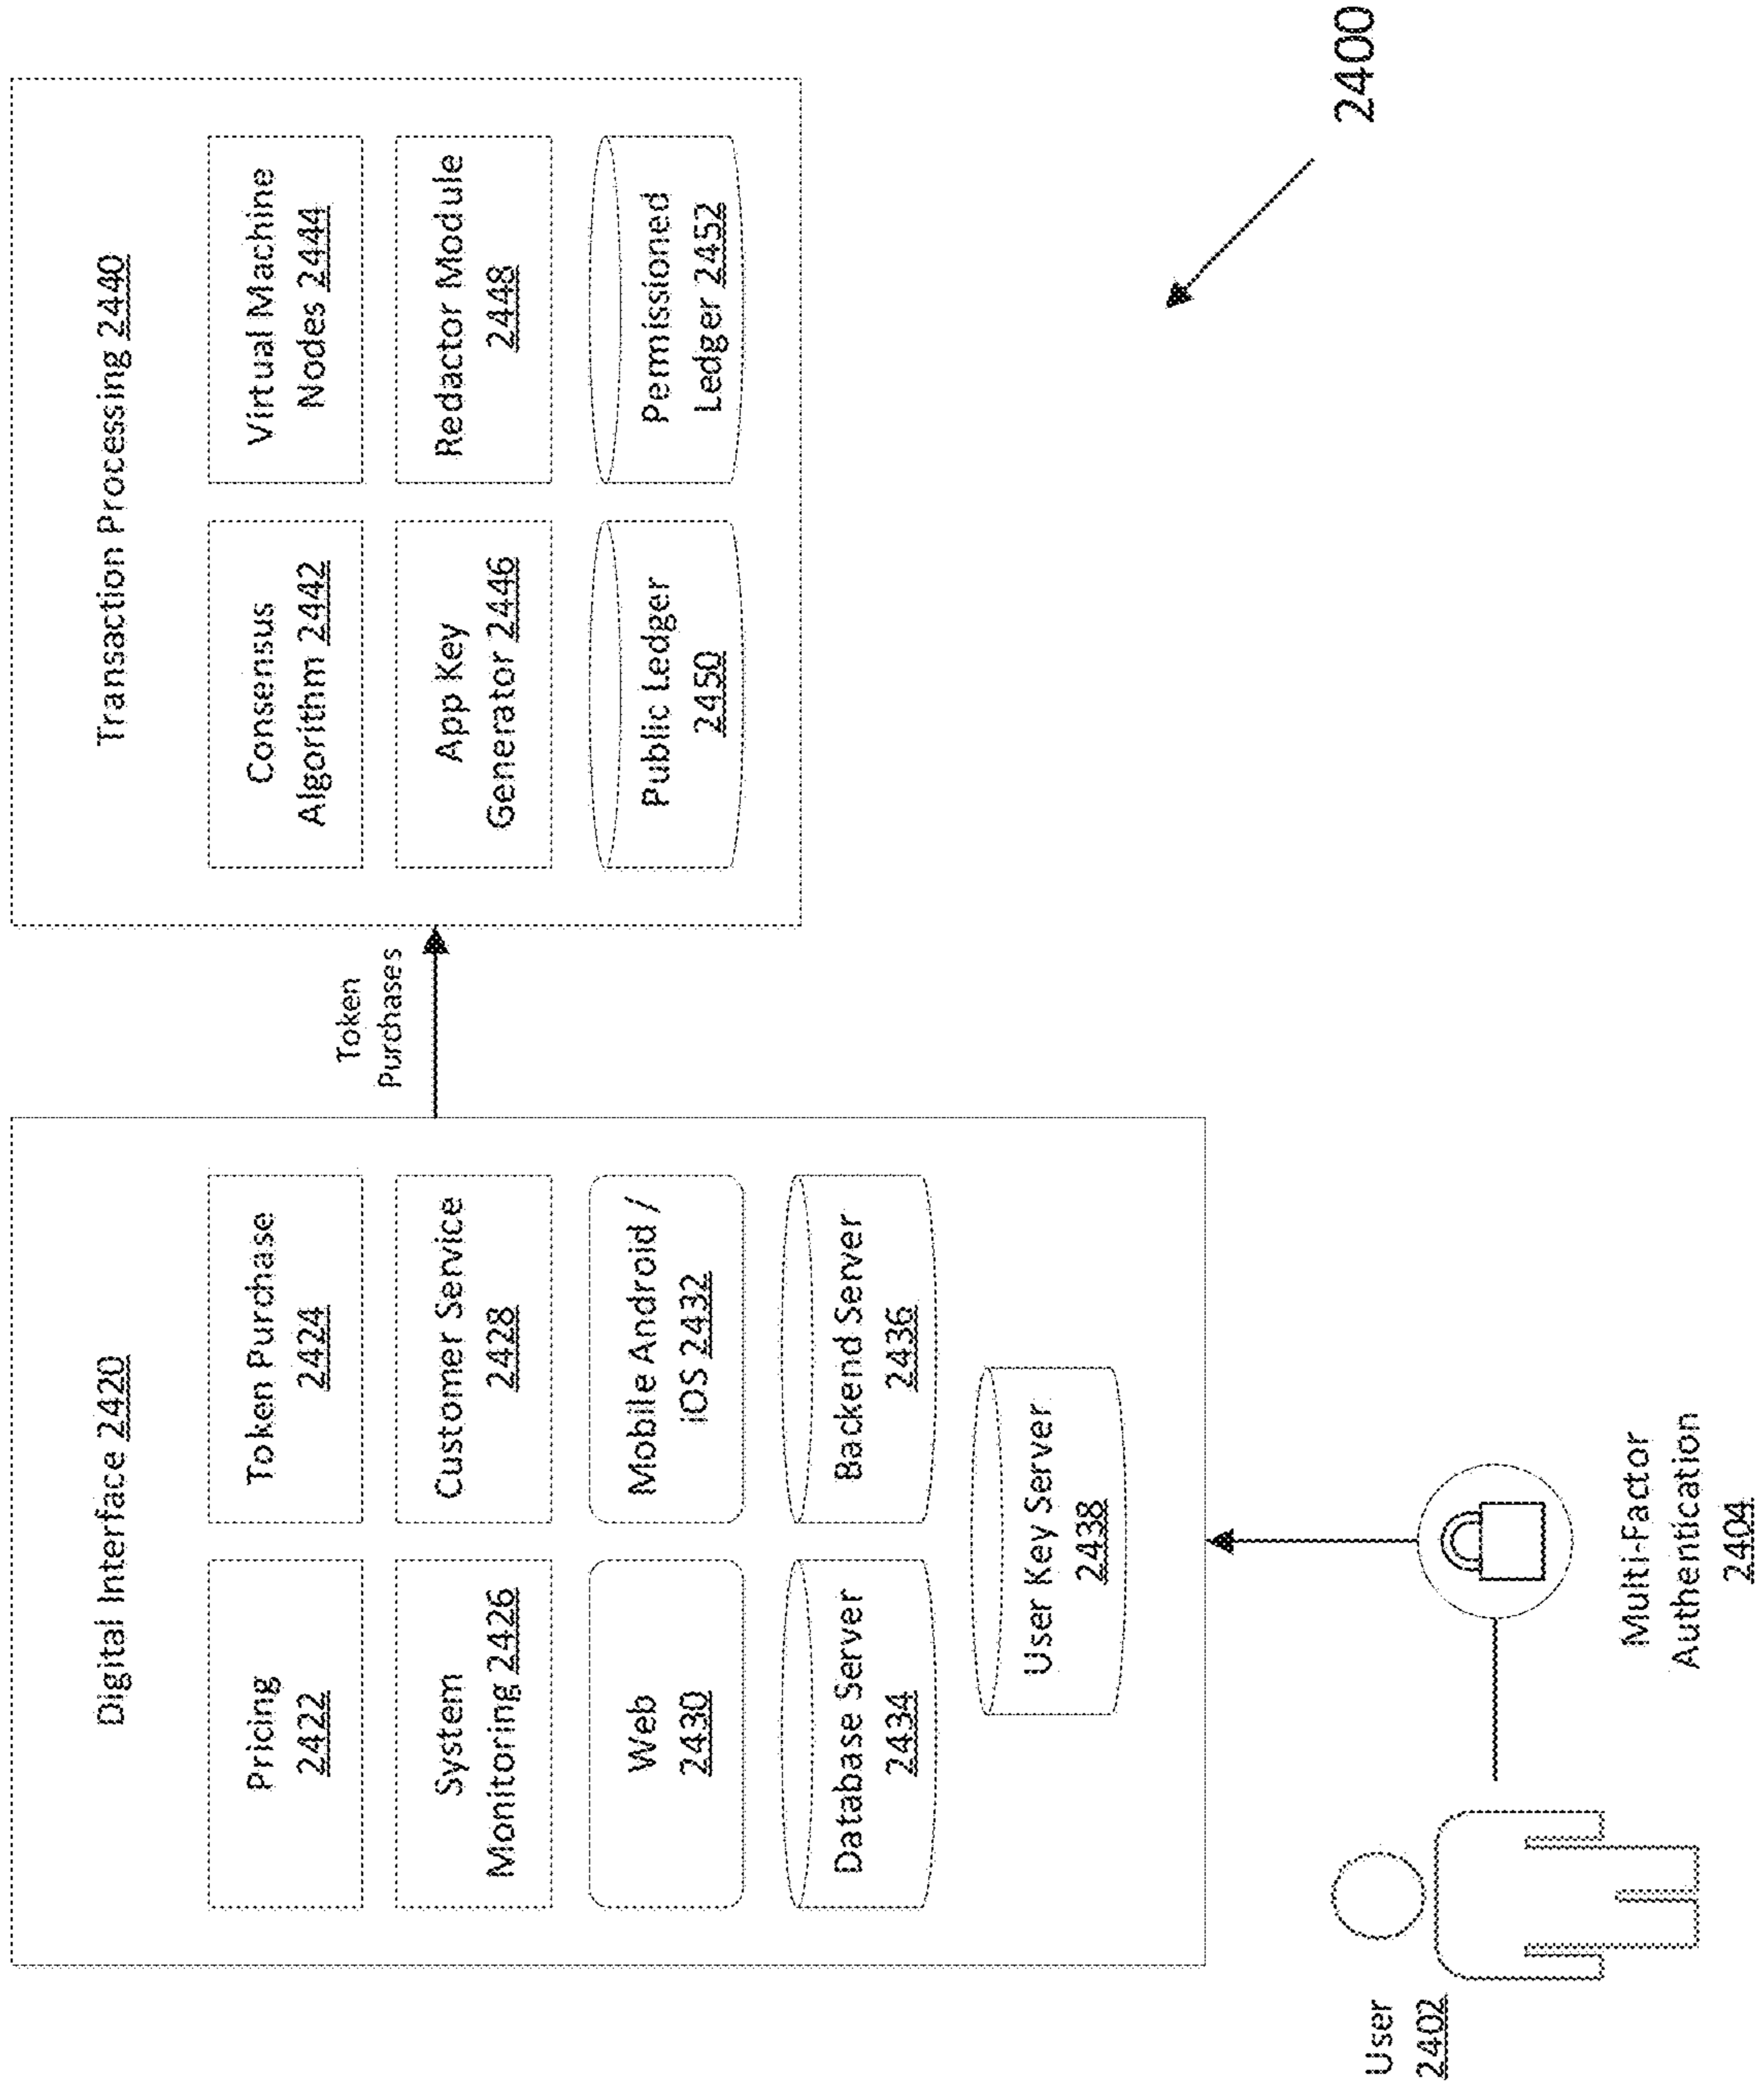 Digital Interface 2420
Pricing
2422
Token Purchase
2424
System
Monitoring 2426
Customer Service
2428
Web
2430
Mobile Android /
iOS 2432
Database Server
2434
Backend Server
2436
User Key Server
2438
Token
Purchases
Transaction Processing 2440
Consensus
Algorithm 2442
Virtual Machine
Nodes 2444
App Key
Generator 2446
Redactor Module
2448
Public Ledger
2450
Permissioned
Ledger 2452
User
2402
Multi-Factor
Authentication
2404
2400